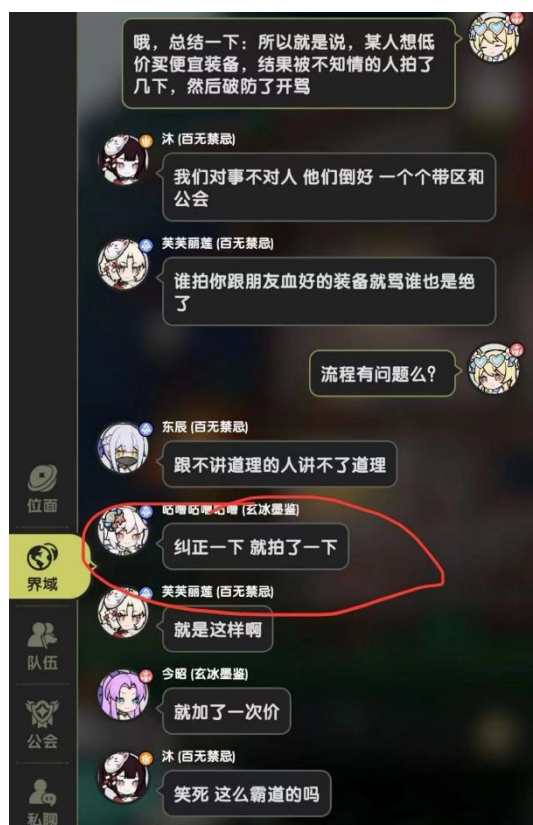 哦，总结一下：所以就是说，某人想低
价买便宜装备，结果被不知情的人拍了
几下，然后破防了开骂
沐 (百无禁忌)
我们对事不对人 他们倒好 一个个带区和
公会
芙芙丽莲 (百无禁忌)
谁拍你跟朋友血好的装备就骂谁也是绝
了
流程有问题么？
东辰 (百无禁忌)
跟不讲道理的人讲不了道理
咕噜咕噜咕噜 (玄冰墨鉴)
纠正一下 就拍了一下
芙芙丽莲 (百无禁忌)
就是这样啊
今昭 (玄冰墨鉴)
就加了一次价
沐 (百无禁忌)
笑死 这么霸道的吗
位面
界域
队伍
公会
私聊